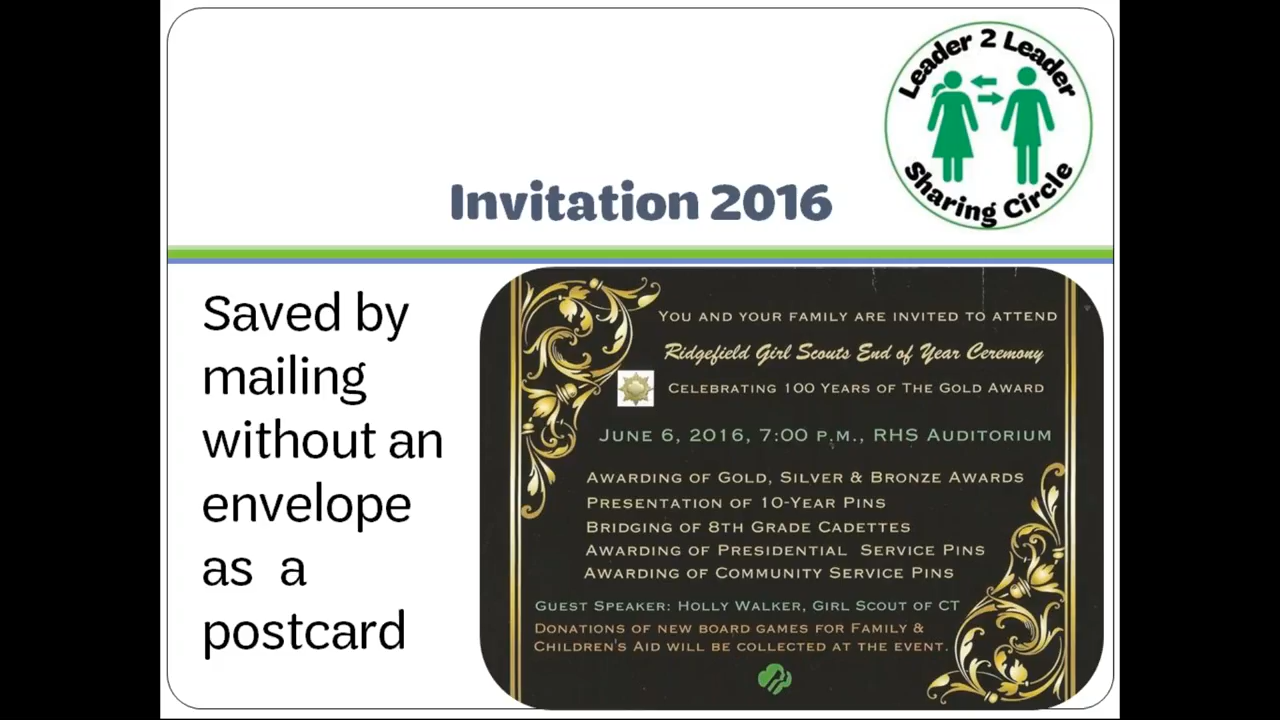 Leader 2 Leader
Sharing Circle
Invitation 2016
Saved by
mailing
without an
envelope
as a
postcard
You and your family are invited to attend
Ridgefield Girl Scouts End of Year Ceremony
Celebrating 100 Years of The Gold Award
June 6, 2016, 7:00 p.m., RHS Auditorium
Awarding of Gold, Silver & Bronze Awards
Presentation of 10-Year Pins
Bridging of 8th Grade Cadettes
Awarding of Presidential Service Pins
Awarding of Community Service Pins
Guest Speaker: Holly Walker, Girl Scout of CT
Donations of new board games for Family &
Children's Aid will be collected at the event.